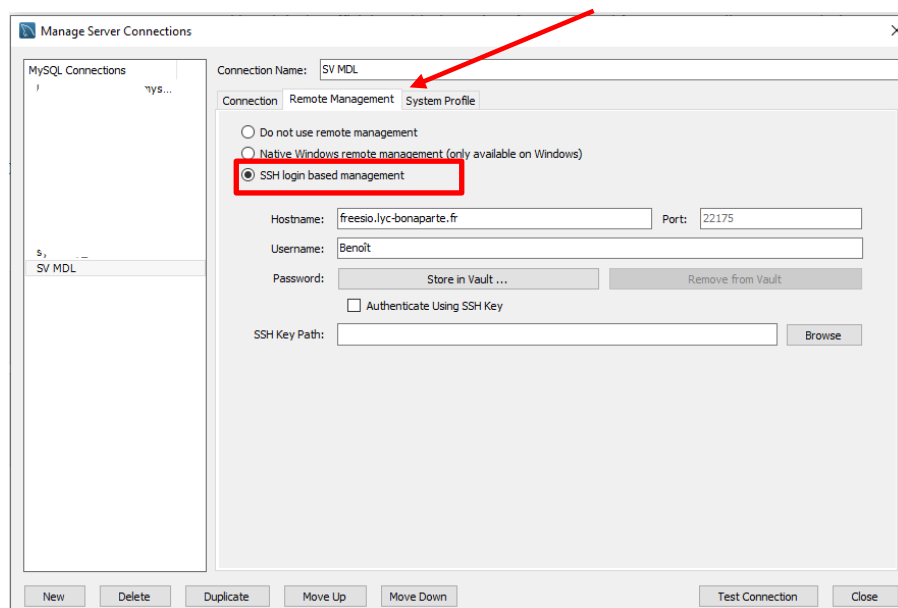 Manage Server Connections
MySQL Connections
Connection Name: SV MDL
Connection Remote Management System Profile
Do not use remote management
Native Windows remote management (only available on Windows)
SSH login based management
Hostname: freesio.lyc-bonaparte.fr Port: 22175
Username: Benoît
SV MDL
Password: Store in Vault ... Remove from Vault
Authenticate Using SSH Key
SSH Key Path: Browse
New Delete Duplicate Move Up Move Down Test Connection Close